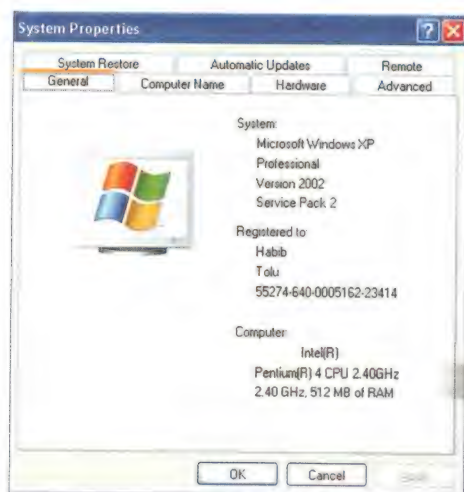 System Properties
System Restore
Automatic Updates
Remote
General
Computer Name
Hardware
Advanced
System:
Microsoft Windows XP
Professional
Version 2002
Service Pack 2
Registered to:
Habib
Tolu
55274-640-0005162-23414
Computer:
Intel(R)
Pentium(R) 4 CPU 2.40GHz
2.40 GHz, 512 MB of RAM
OK
Cancel